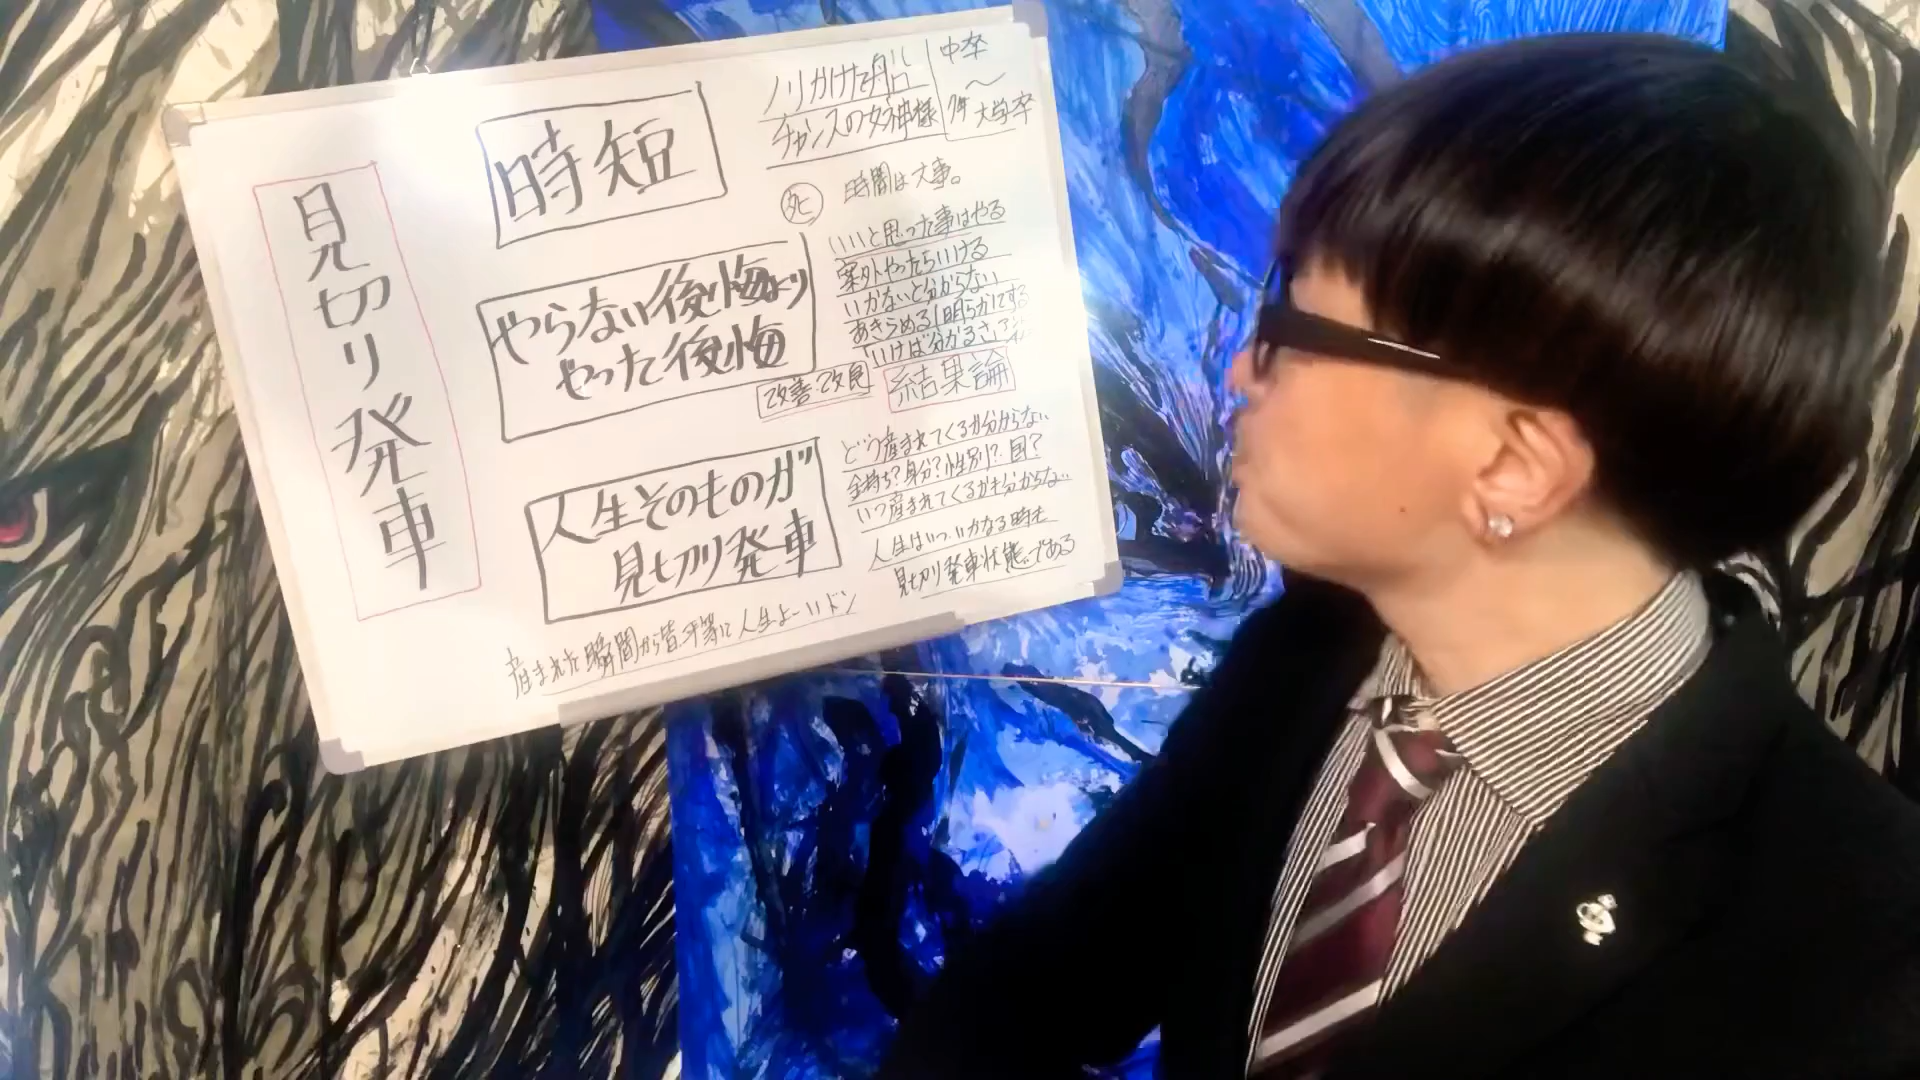 見切り発車
時短
ノリかけた船
チャンスの女神様
中卒
〜
大学卒
死
時間は大事。
いいと思った事はやる
案外やったらいける
いかないと分からない
あきらめる/明らかにする
いけば分かるさ
やらない後悔より
やった後悔
改善・改良
結果論
人生そのものが
見切り発車
どう産まれてくるか分からない
金持ち?身分?性別?国?
いつ産まれてくるかも分からない
人生はいついかなる時も
見切り発車状態である
産まれた瞬間から皆平等に人生よーいドン